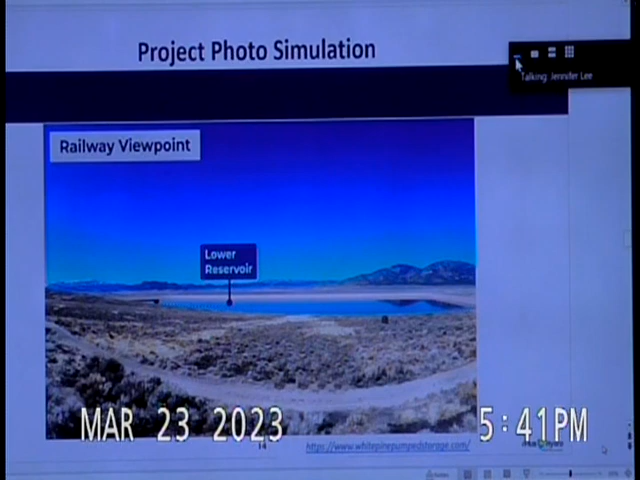 Project Photo Simulation
Talking: Jennifer Lee
Railway Viewpoint
Lower
Reservoir
MAR 23 2023
5:41PM
14
https://www.whitepinepumpedstorage.com/